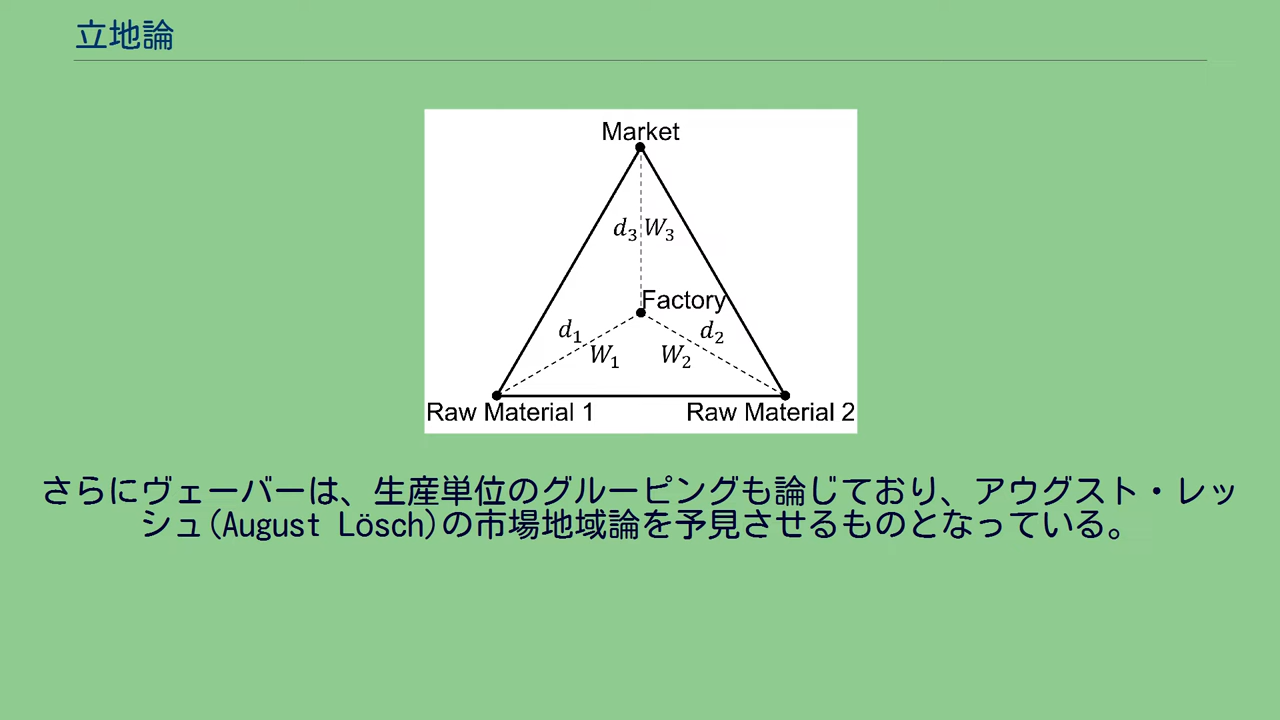 立地論
Market
d3 W3
Factory
d1 d2
W1 W2
Raw Material 1 Raw Material 2
さらにヴェーバーは、生産単位のグルーピングも論じており、アウグスト・レッ
シュ(August Lösch)の市場地域論を予見させるものとなっている。